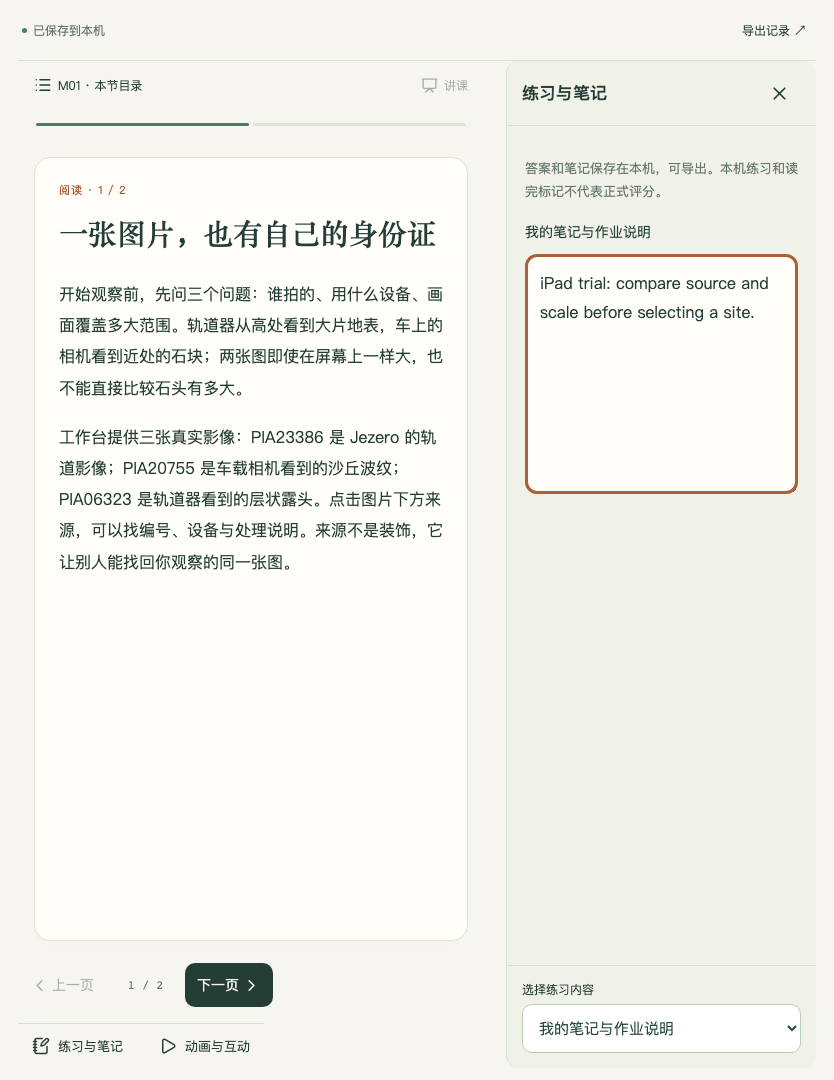 已保存到本机
导出记录 ↗
M01 · 本节目录
讲课
阅读 · 1 / 2
一张图片，也有自己的身份证
开始观察前，先问三个问题：谁拍的、用什么设备、画
面覆盖多大范围。轨道器从高处看到大片地表，车上的
相机看到近处的石块；两张图即使在屏幕上一样大，也
不能直接比较石头有多大。
工作台提供三张真实影像：PIA23386 是 Jezero 的轨
道影像；PIA20755 是车载相机看到的沙丘波纹；
PIA06323 是轨道器看到的层状露头。点击图片下方来
源，可以找编号、设备与处理说明。来源不是装饰，它
让别人能找回你观察的同一张图。
上一页
1 / 2
下一页
练习与笔记
动画与互动
练习与笔记
答案和笔记保存在本机，可导出。本机练习和读
完标记不代表正式评分。
我的笔记与作业说明
iPad trial: compare source and
scale before selecting a site.
选择练习内容
我的笔记与作业说明